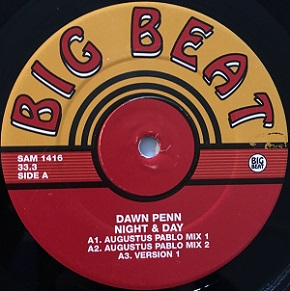 BIG BEAT
SAM 1416
33.3
SIDE A
BIG
BEAT
DAWN PENN
NIGHT & DAY
A1. AUGUSTUS PABLO MIX 1
A2. AUGUSTUS PABLO MIX 2
A3. VERSION 1